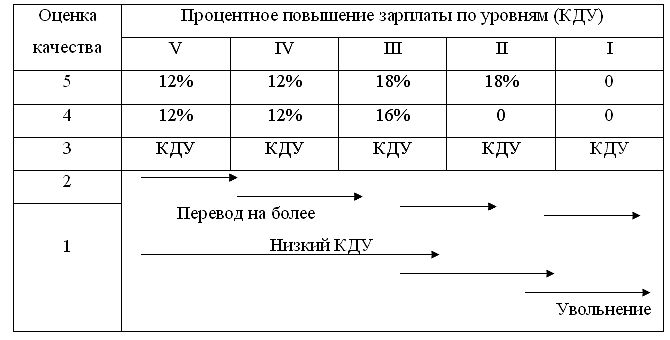 Оценка качества Процентное повышение зарплаты по уровням (КДУ)
V IV III II I
5 12% 12% 18% 18% 0
4 12% 12% 16% 0 0
3 КДУ КДУ КДУ КДУ КДУ
2
Перевод на более
1 Низкий КДУ
Увольнение